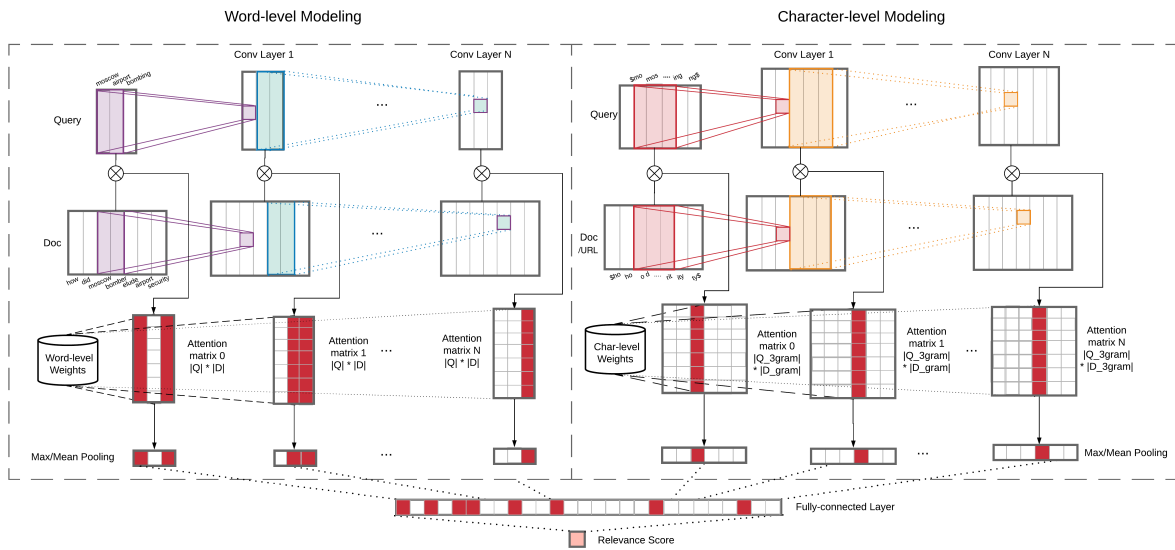 Word-level Modeling
Character-level Modeling
Conv Layer 1
Conv Layer N
Conv Layer 1
Conv Layer N
moscow
airport
bombing
...
$mo
mos
....
ing
ng$
...
Query
Query
Doc
...
Doc
/URL
...
how
did
moscow
bomber
elude
airport
security
$ho
ho
o d
....
rit
ity
ty$
Word-level
Weights
Attention
matrix 0
|Q| * |D|
Attention
matrix 1
|Q| * |D|
...
Attention
matrix N
|Q| * |D|
Char-level
Weights
Attention
matrix 0
|Q_3gram|
* |D_gram|
Attention
matrix 1
|Q_3gram|
* |D_gram|
...
Attention
matrix N
|Q_3gram|
* |D_3gram|
Max/Mean Pooling
...
...
Max/Mean Pooling
Fully-connected Layer
Relevance Score